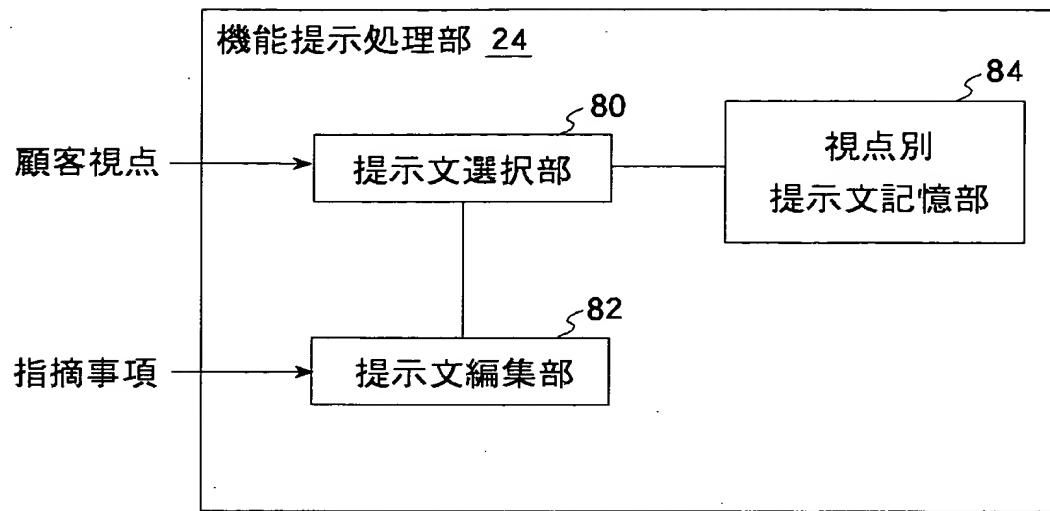 機能提示処理部 24
84
80
顧客視点
提示文選択部
視点別
提示文記憶部
82
指摘事項
提示文編集部